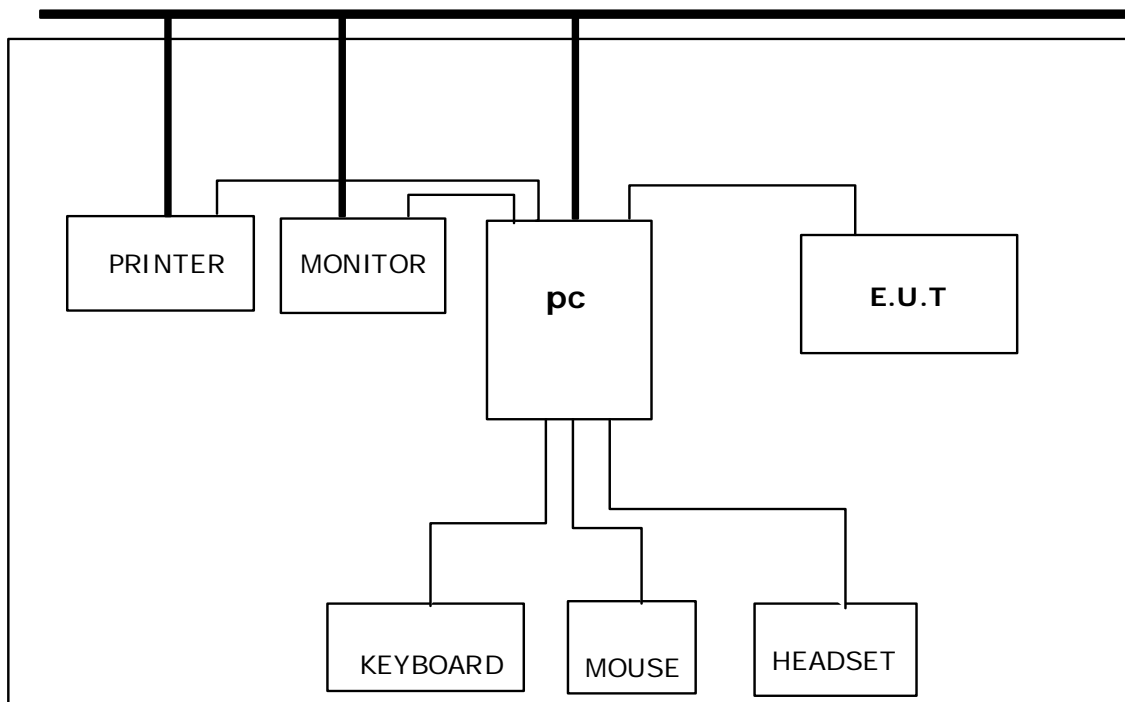 PRINTER
MONITOR
pc
E.U.T
KEYBOARD
MOUSE
HEADSET